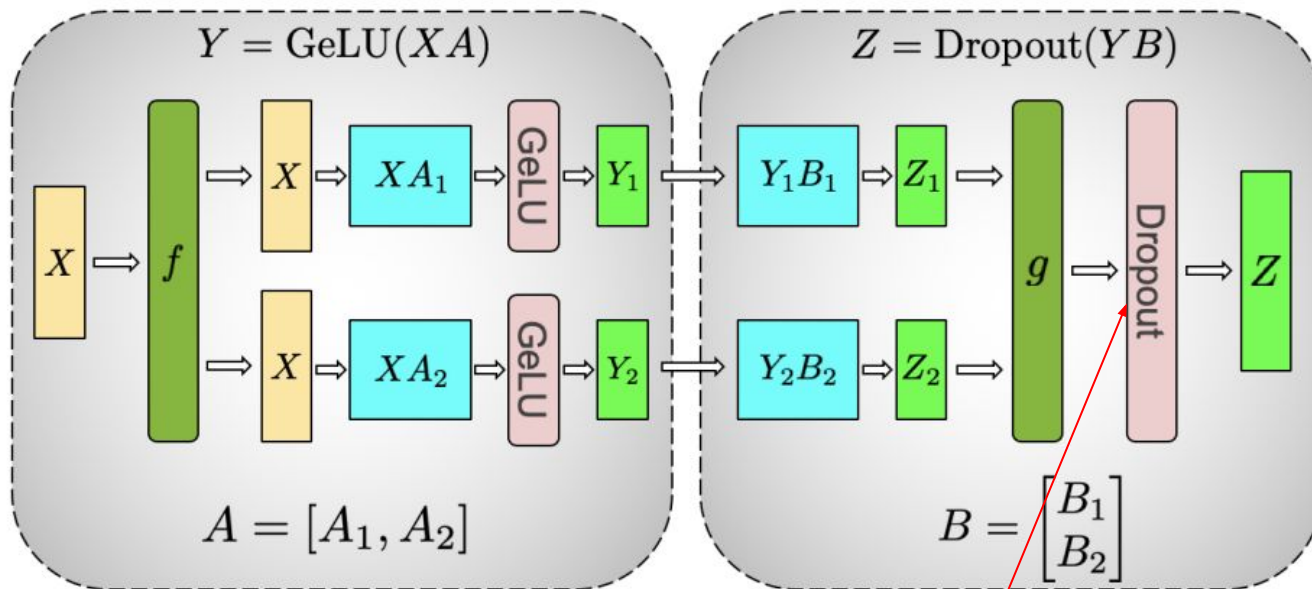 Y = GeLU(XA)
X
f
X
XA₁
GeLU
Y₁
X
XA₂
GeLU
Y₂
A = [A₁, A₂]
Z = Dropout(YB)
Y₁B₁
Z₁
Y₂B₂
Z₂
g
Dropout
Z
B = [B₁
B₂]